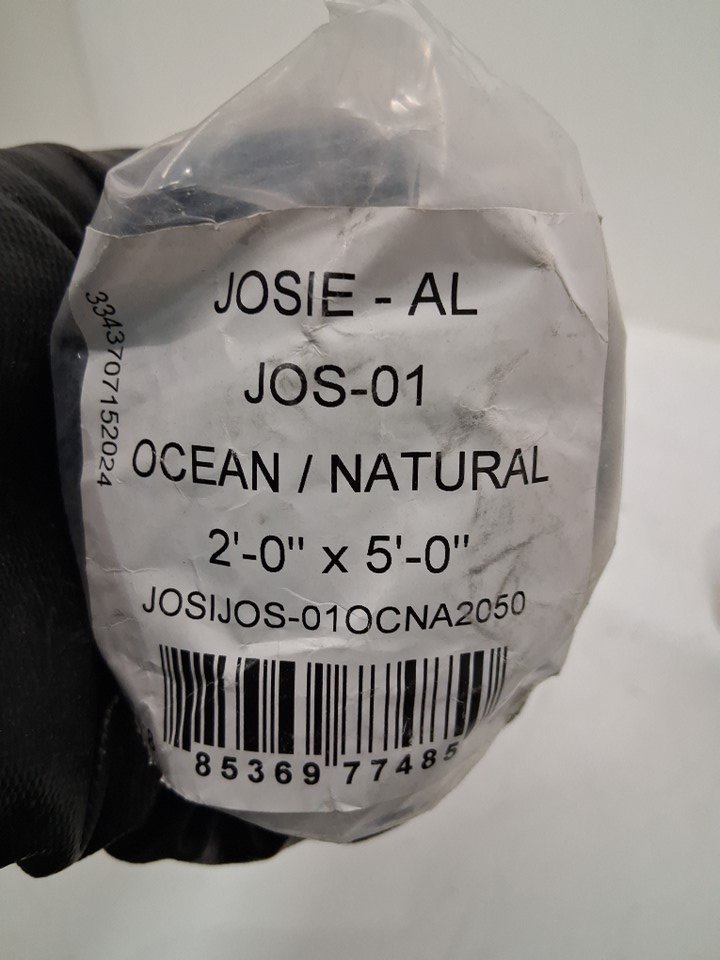 JOSIE - AL
JOS-01
OCEAN / NATURAL
2'-0" x 5'-0"
JOSIJOS-01OCNA2050
85369 77485
3343707152024